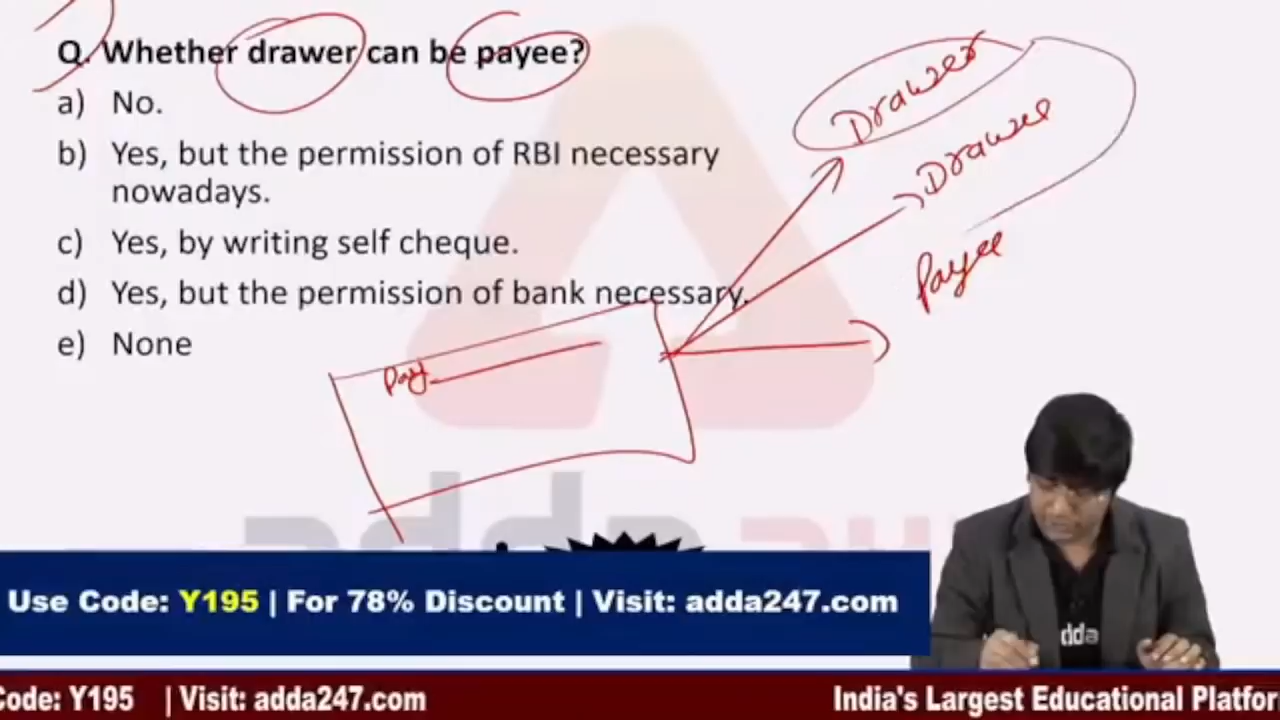 Q. Whether drawer can be payee?
a) No.
b) Yes, but the permission of RBI necessary
nowadays.
c) Yes, by writing self cheque.
d) Yes, but the permission of bank necessary.
e) None
Drawer
Drawee
Payee
Pay
adda
dda
Use Code: Y195 | For 78% Discount | Visit: adda247.com
Code: Y195 | Visit: adda247.com
India's Largest Educational Platfor